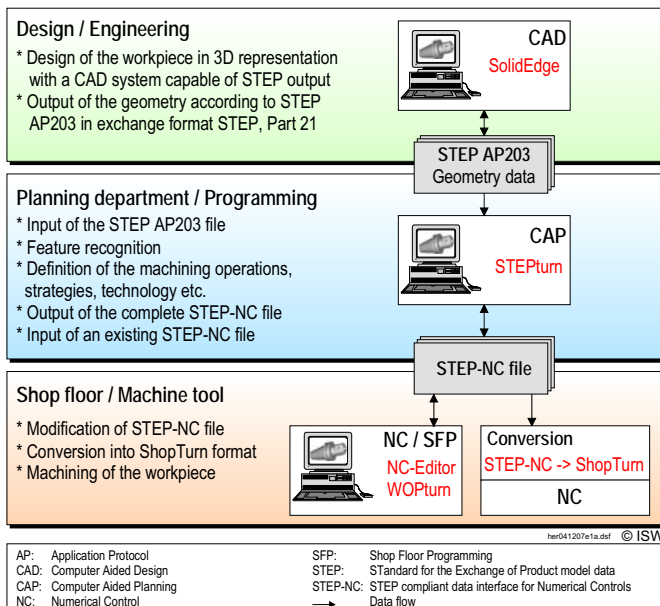 Design / Engineering
* Design of the workpiece in 3D representation
with a CAD system capable of STEP output
* Output of the geometry according to STEP
AP203 in exchange format STEP, Part 21
CAD
SolidEdge
STEP AP203
Geometry data
Planning department / Programming
* Input of the STEP AP203 file
* Feature recognition
* Definition of the machining operations,
strategies, technology etc.
* Output of the complete STEP-NC file
* Input of an existing STEP-NC file
CAP
STEPturn
STEP-NC file
Shop floor / Machine tool
* Modification of STEP-NC file
* Conversion into ShopTurn format
* Machining of the workpiece
NC / SFP
NC-Editor
WOPturn
Conversion
STEP-NC -> ShopTurn
NC
her041207e1a.dsf © ISW
AP: Application Protocol
CAD: Computer Aided Design
CAP: Computer Aided Planning
NC: Numerical Control
SFP: Shop Floor Programming
STEP: STandard for the Exchange of Product model data
STEP-NC: STEP compliant data interface for Numerical Controls
Data flow